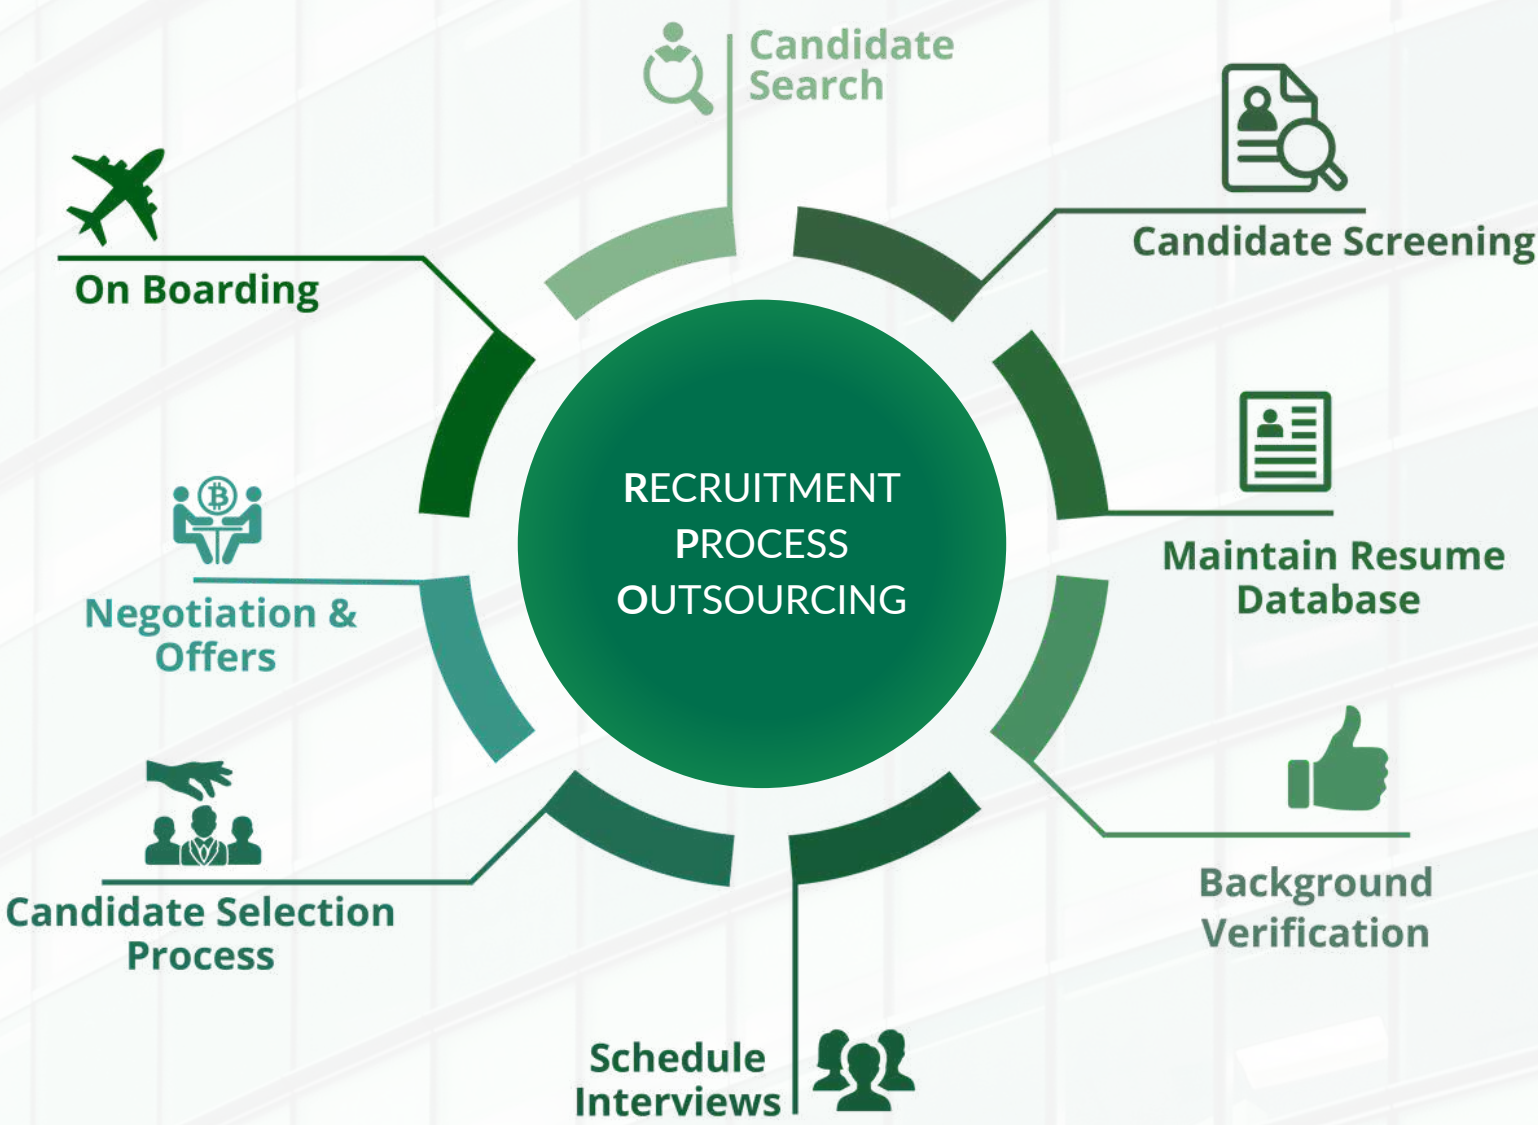 Candidate
Search
Candidate Screening
Maintain Resume
Database
Background
Verification
Schedule
Interviews
Candidate Selection
Process
Negotiation &
Offers
On Boarding
RECRUITMENT
PROCESS
OUTSOURCING